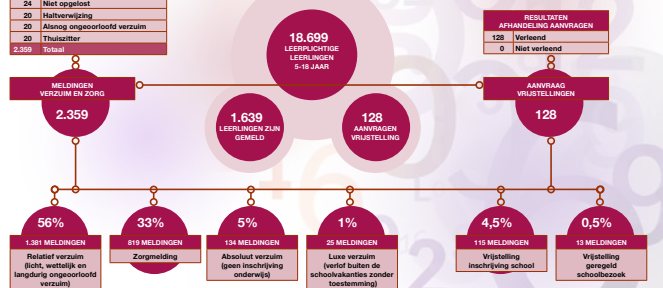 24 Niet opgelost
20 Haltverwijzing
20 Alsnog ongeoorloofd verzuim
20 Thuiszitter
2.359 Totaal
MELDINGEN
VERZUIM EN ZORG
2.359
18.699
LEERPLICHTIGE
LEERLINGEN
5-18 JAAR
1.639
LEERLINGEN ZIJN
GEMELD
128
AANVRAGEN
VRIJSTELLING
RESULTATEN
AFHANDELING AANVRAGEN
128 Verleend
0 Niet verleend
AANVRAAG
VRIJSTELLINGEN
128
56%
1.381 MELDINGEN
Relatief verzuim
(licht, wettelijk en
langdurig ongeoorloofd
verzuim)
33%
819 MELDINGEN
Zorgmelding
5%
134 MELDINGEN
Absoluut verzuim
(geen inschrijving
onderwijs)
1%
25 MELDINGEN
Luxe verzuim
(verlof buiten de
schoolvakanties zonder
toestemming)
4,5%
115 MELDINGEN
Vrijstelling
inschrijving school
0,5%
13 MELDINGEN
Vrijstelling
geregeld
schoolbezoek